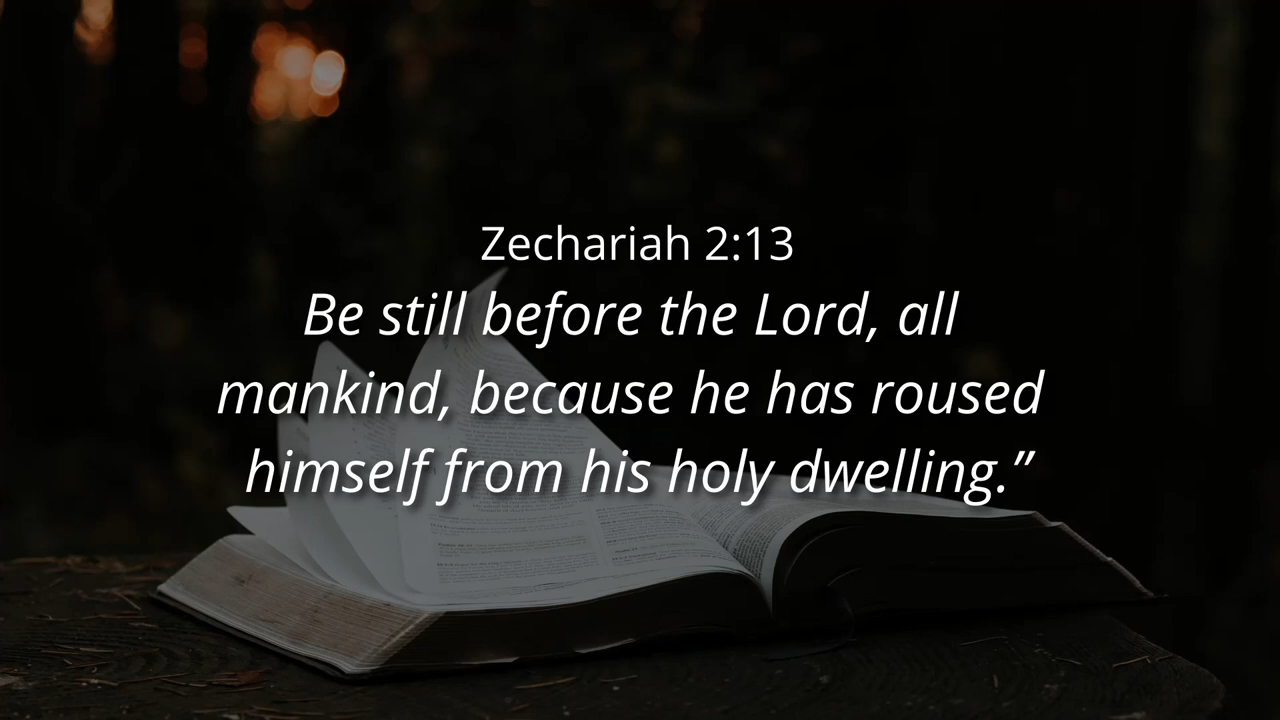 Zechariah 2:13
Be still before the Lord, all
mankind, because he has roused
himself from his holy dwelling.”